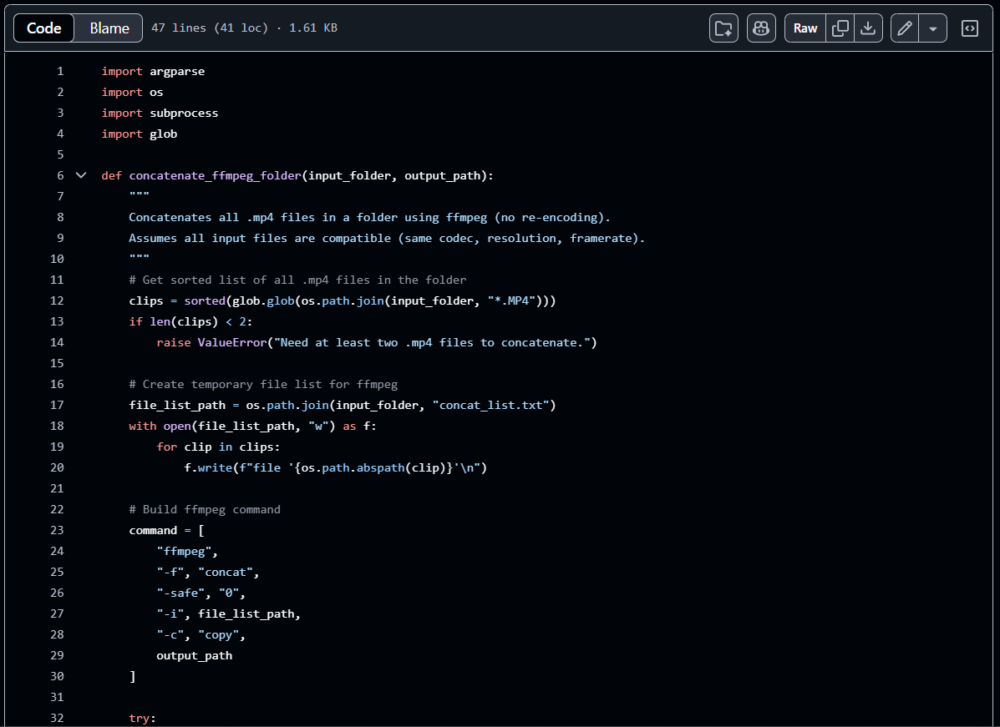 Code Blame 47 lines (41 loc) · 1.61 KB Raw
1 import argparse
2 import os
3 import subprocess
4 import glob
5
6 def concatenate_ffmpeg_folder(input_folder, output_path):
7     """
8     Concatenates all .mp4 files in a folder using ffmpeg (no re-encoding).
9     Assumes all input files are compatible (same codec, resolution, framerate).
10     """
11     # Get sorted list of all .mp4 files in the folder
12     clips = sorted(glob.glob(os.path.join(input_folder, "*.MP4")))
13     if len(clips) < 2:
14         raise ValueError("Need at least two .mp4 files to concatenate.")
15
16     # Create temporary file list for ffmpeg
17     file_list_path = os.path.join(input_folder, "concat_list.txt")
18     with open(file_list_path, "w") as f:
19         for clip in clips:
20             f.write(f"file '{os.path.abspath(clip)}'\n")
21
22     # Build ffmpeg command
23     command = [
24         "ffmpeg",
25         "-f", "concat",
26         "-safe", "0",
27         "-i", file_list_path,
28         "-c", "copy",
29         output_path
30     ]
31
32     try: